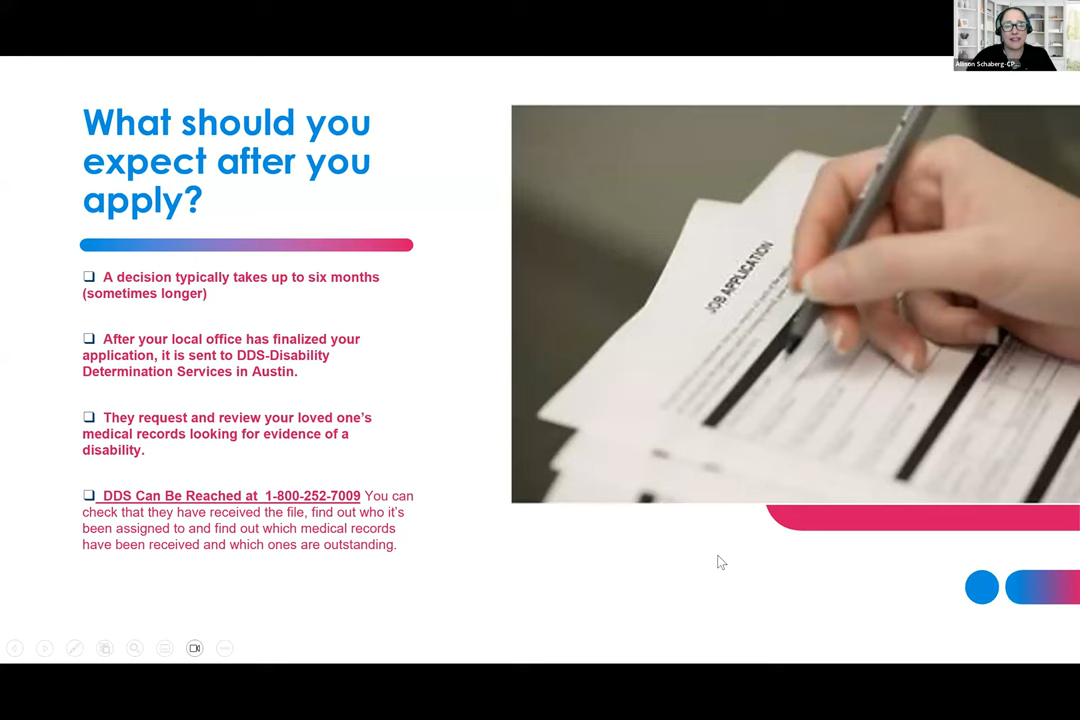 Allison Schaberg-CP...
What should you
expect after you
apply?
❑ A decision typically takes up to six months
(sometimes longer)
❑ After your local office has finalized your
application, it is sent to DDS-Disability
Determination Services in Austin.
❑ They request and review your loved one’s
medical records looking for evidence of a
disability.
❑ DDS Can Be Reached at 1-800-252-7009 You can
check that they have received the file, find out who it’s
been assigned to and find out which medical records
have been received and which ones are outstanding.
JOB APPLICATION